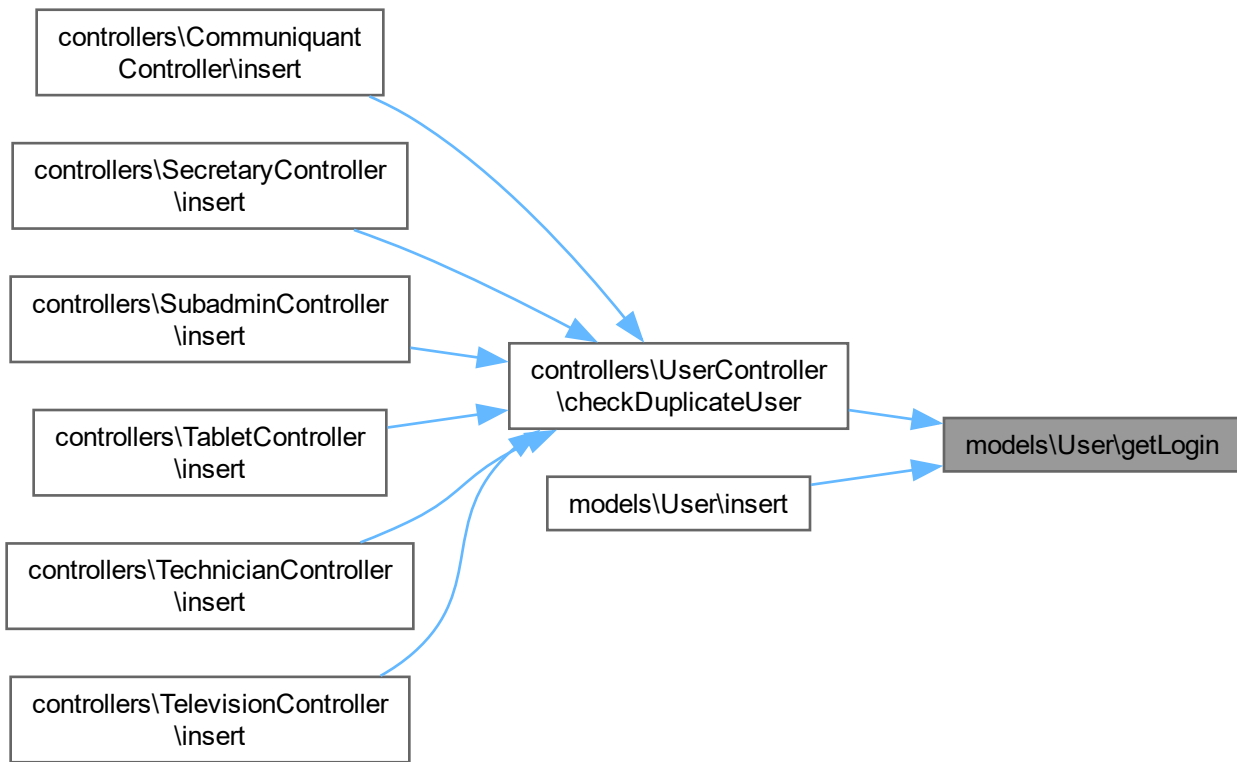 controllers\Communiquant
Controller\insert
controllers\SecretaryController
\insert
controllers\SubadminController
\insert
controllers\TabletController
\insert
controllers\TechnicianController
\insert
controllers\TelevisionController
\insert
controllers\UserController
\checkDuplicateUser
models\User\insert
models\User\getLogin